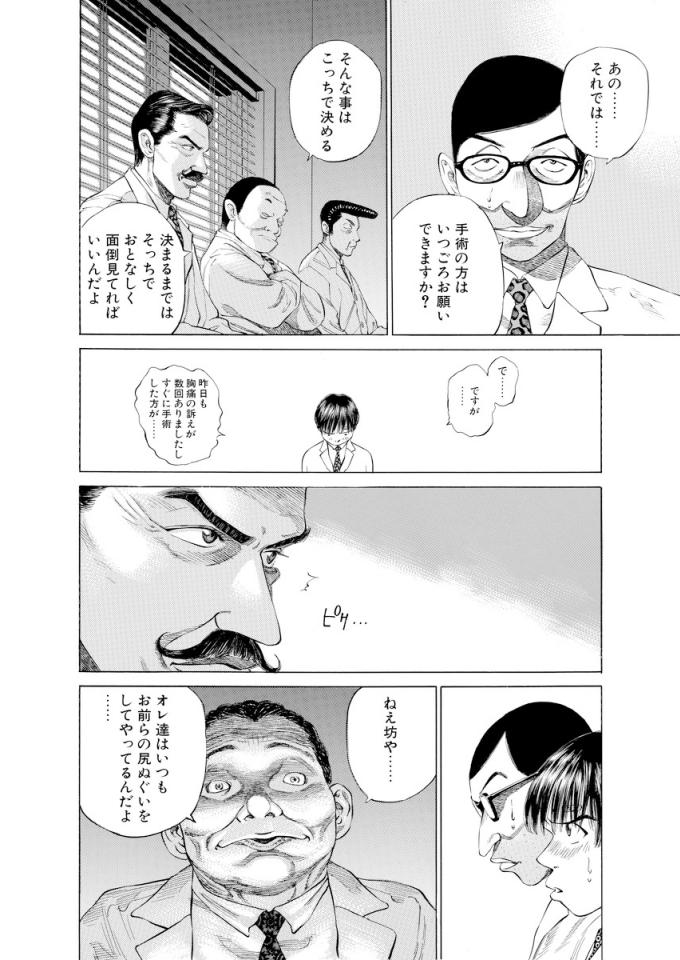 あの……
それでは……
手術の方は
いつごろお願い
できますか？
そんな事は
こっちで決める
決まるまでは
そっちで
おとなしく
面倒見てれば
いいんだよ
で……
ですが……
昨日も
胸痛の訴えが
数回ありましたし
すぐに手術
した方が……
ピク…
ねえ坊や……
オレ達はいつも
お前らの尻ぬぐいを
してやってるんだよ
……